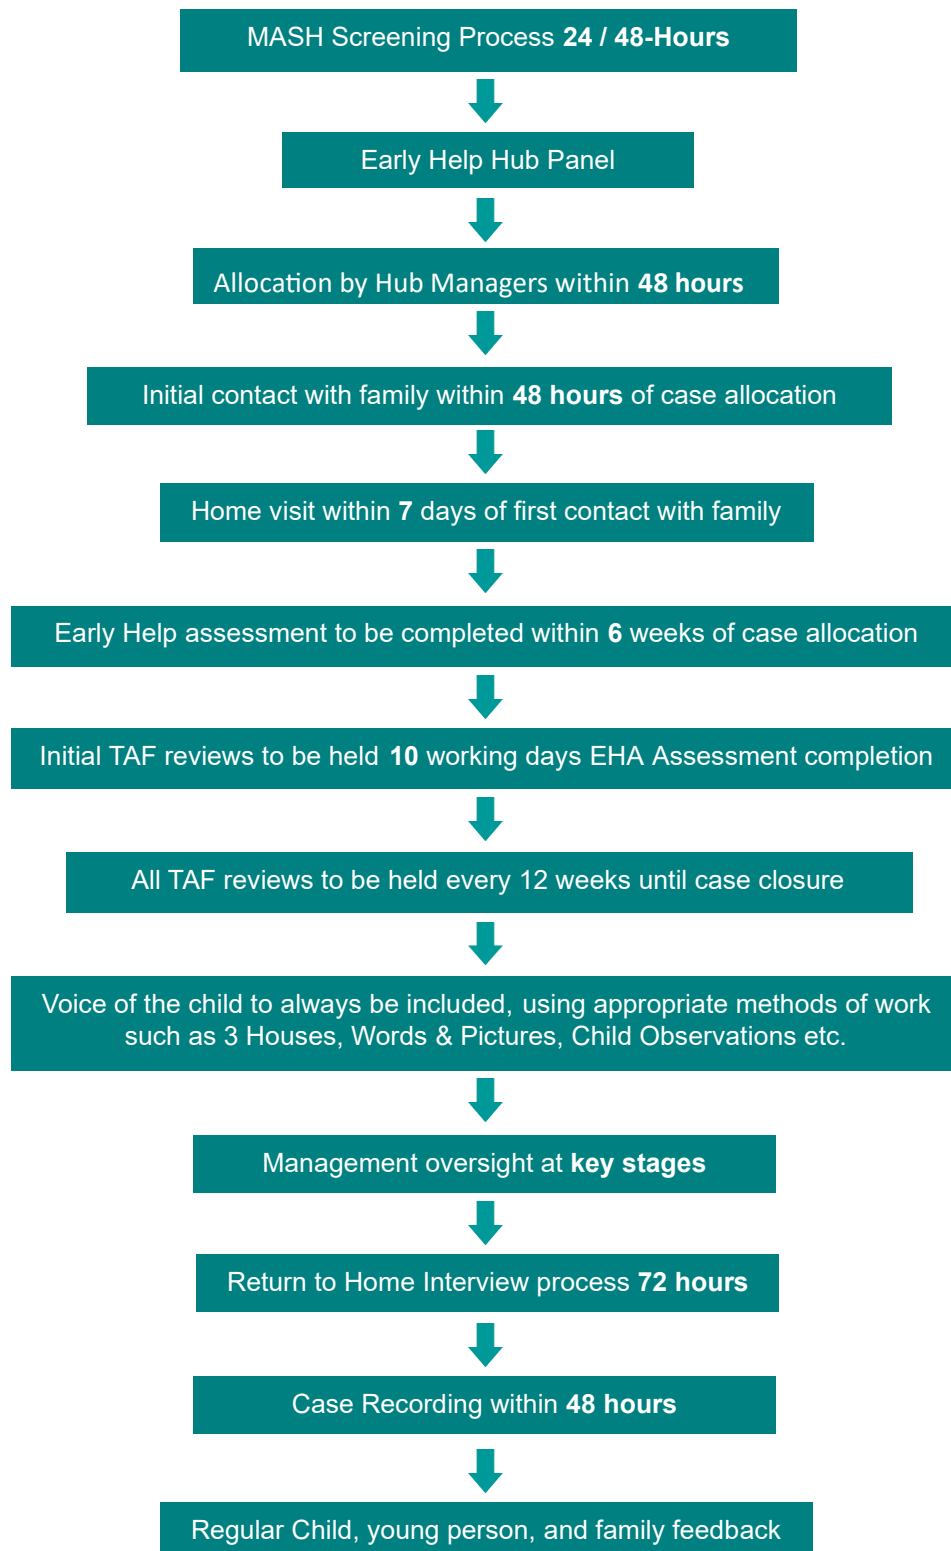 MASH Screening Process 24 / 48-Hours
Early Help Hub Panel
Allocation by Hub Managers within 48 hours
Initial contact with family within 48 hours of case allocation
Home visit within 7 days of first contact with family
Early Help assessment to be completed within 6 weeks of case allocation
Initial TAF reviews to be held 10 working days EHA Assessment completion
All TAF reviews to be held every 12 weeks until case closure
Voice of the child to always be included, using appropriate methods of work
such as 3 Houses, Words & Pictures, Child Observations etc.
Management oversight at key stages
Return to Home Interview process 72 hours
Case Recording within 48 hours
Regular Child, young person, and family feedback